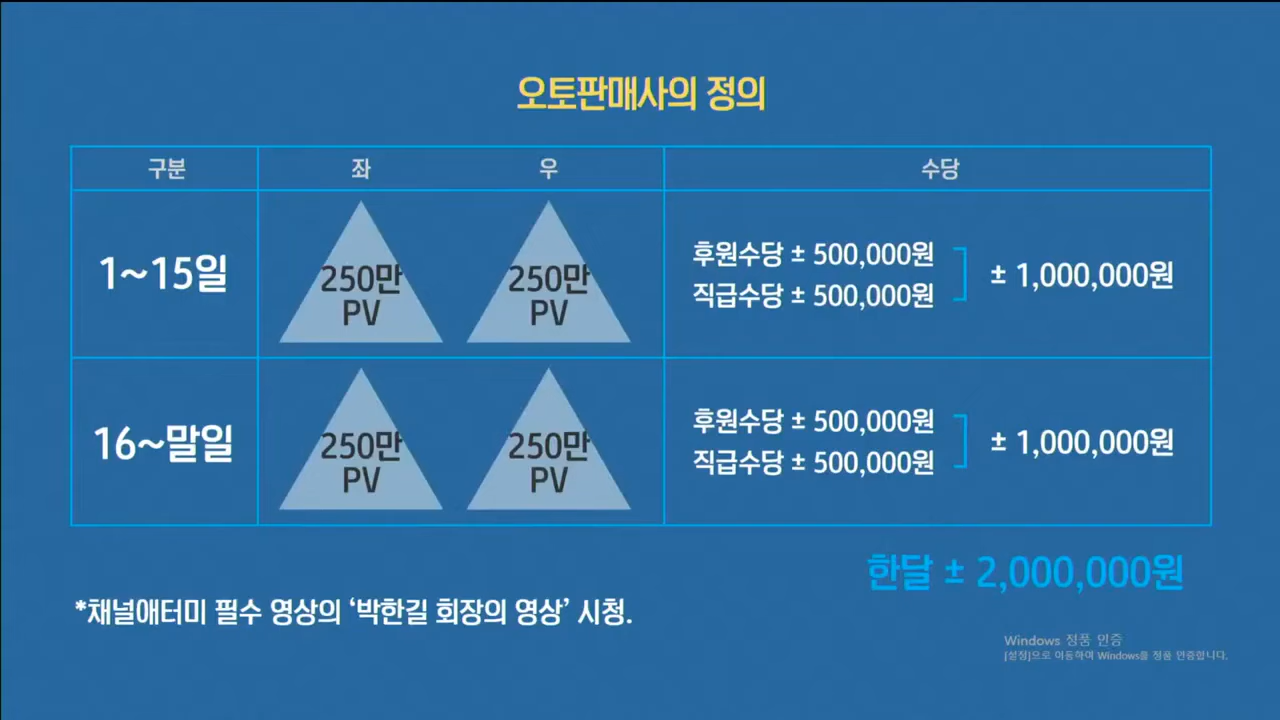 오토판매사의 정의
구분 좌 우 수당
1~15일
250만
PV
250만
PV
후원수당 ± 500,000원
직급수당 ± 500,000원
± 1,000,000원
16~말일
250만
PV
250만
PV
후원수당 ± 500,000원
직급수당 ± 500,000원
± 1,000,000원
한달 ± 2,000,000원
*채널애터미 필수 영상의 ‘박한길 회장의 영상’ 시청.
Windows 정품 인증
[설정]으로 이동하여 Windows를 정품 인증합니다.